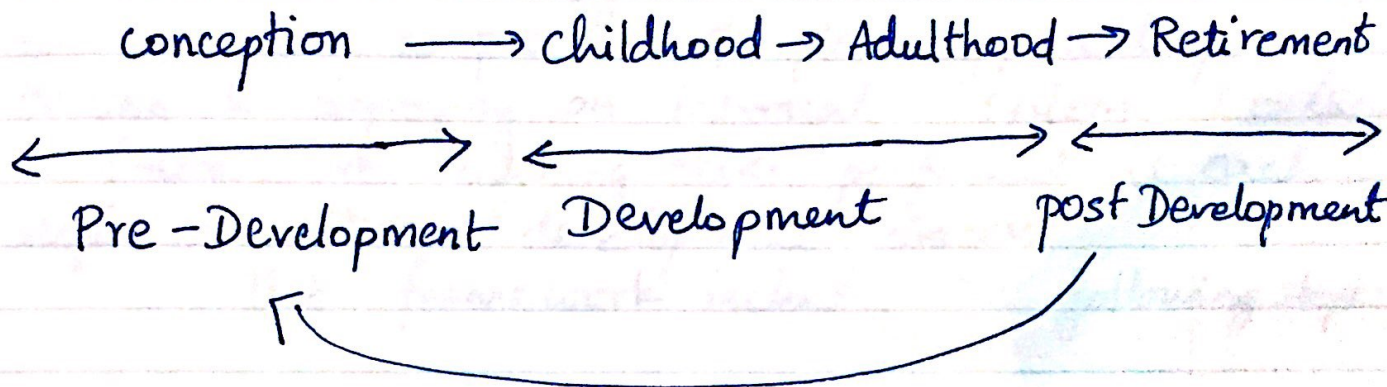 conception → childhood → Adulthood → Retirement
Pre-Development Development post Development